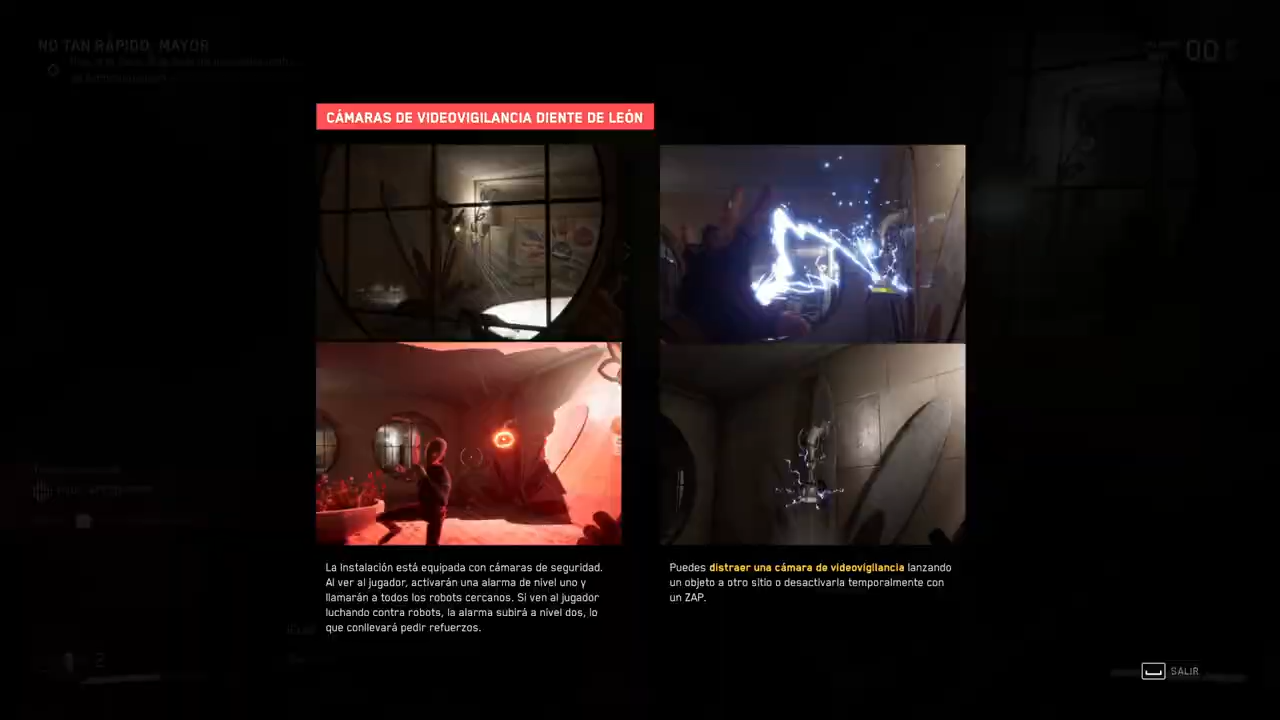 NO TAN RÁPIDO, MAYOR
CÁMARAS DE VIDEOVIGILANCIA DIENTE DE LEÓN
La Instalación está equipada con cámaras de seguridad.
Al ver al jugador, activarán una alarma de nivel uno y
llamarán a todos los robots cercanos. Si ven al jugador
luchando contra robots, la alarma subirá a nivel dos, lo
que conllevará pedir refuerzos.
Puedes distraer una cámara de videovigilancia lanzando
un objeto a otro sitio o desactivarla temporalmente con
un ZAP.
SALIR